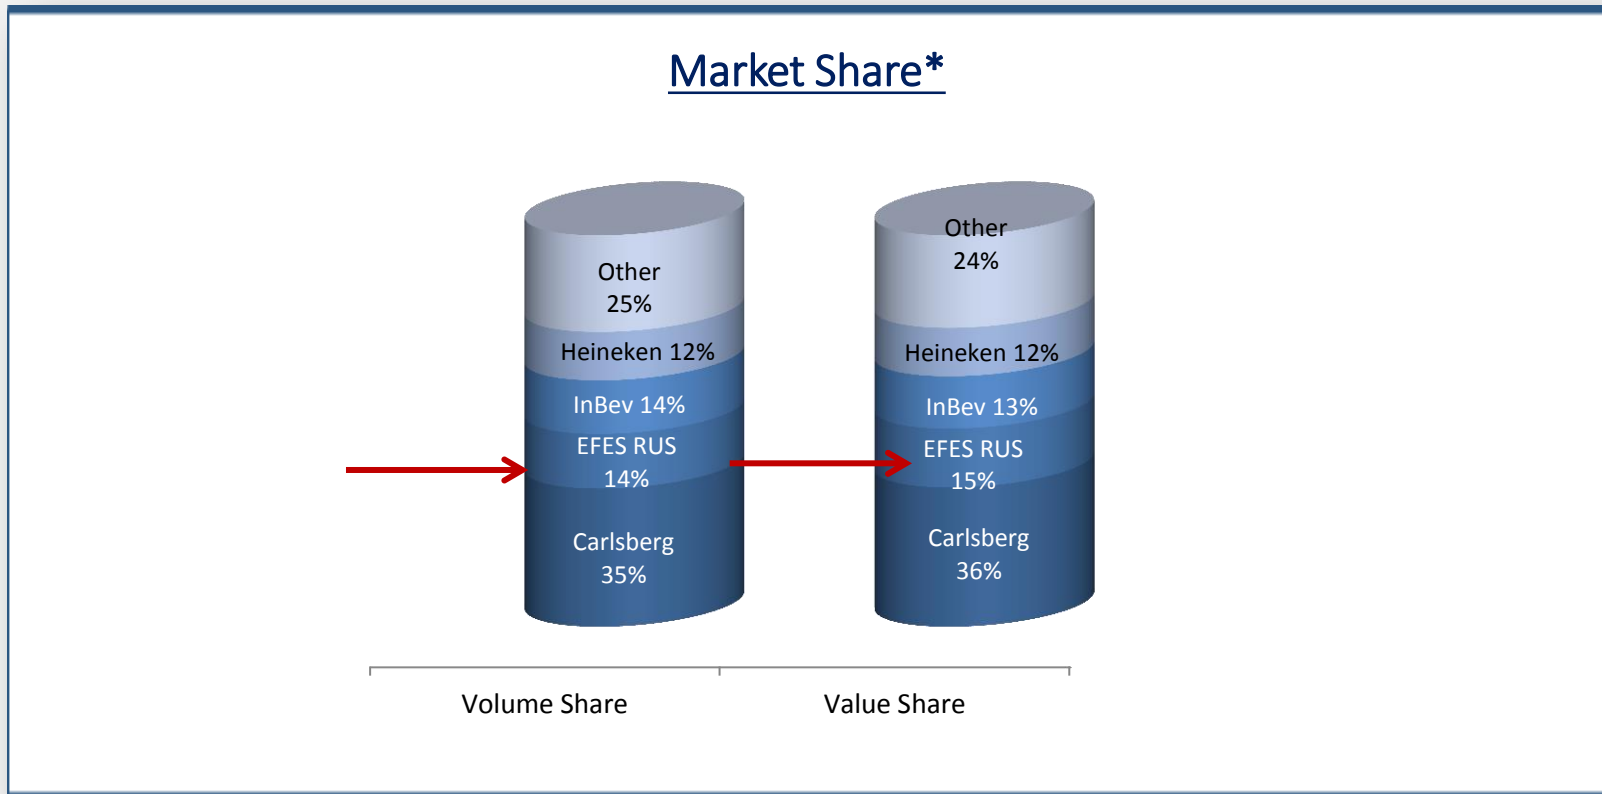 Market Share*
Other
25%
Heineken 12%
InBev 14%
EFES RUS
14%
Carlsberg
35%
Other
24%
Heineken 12%
InBev 13%
EFES RUS
15%
Carlsberg
36%
Volume Share
Value Share